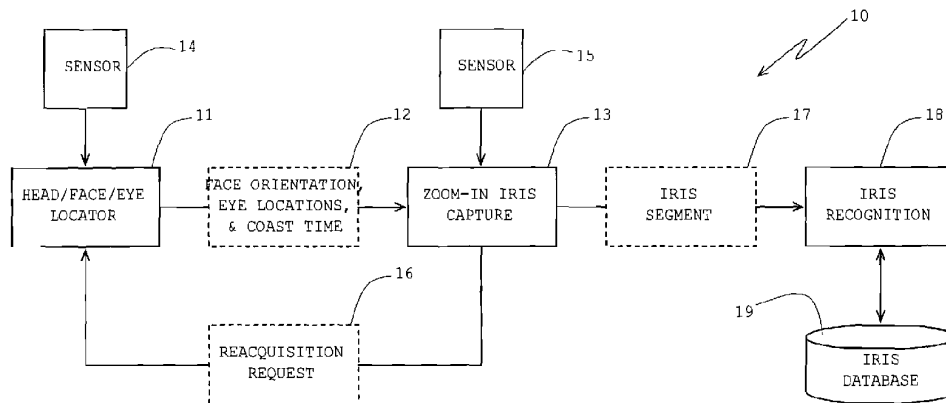 10
14
SENSOR
15
SENSOR
11
12
13
17
18
HEAD/FACE/EYE
LOCATOR
FACE ORIENTATION,
EYE LOCATIONS,
& COAST TIME
ZOOM-IN IRIS
CAPTURE
IRIS
SEGMENT
IRIS
RECOGNITION
16
REACQUISITION
REQUEST
19
IRIS
DATABASE